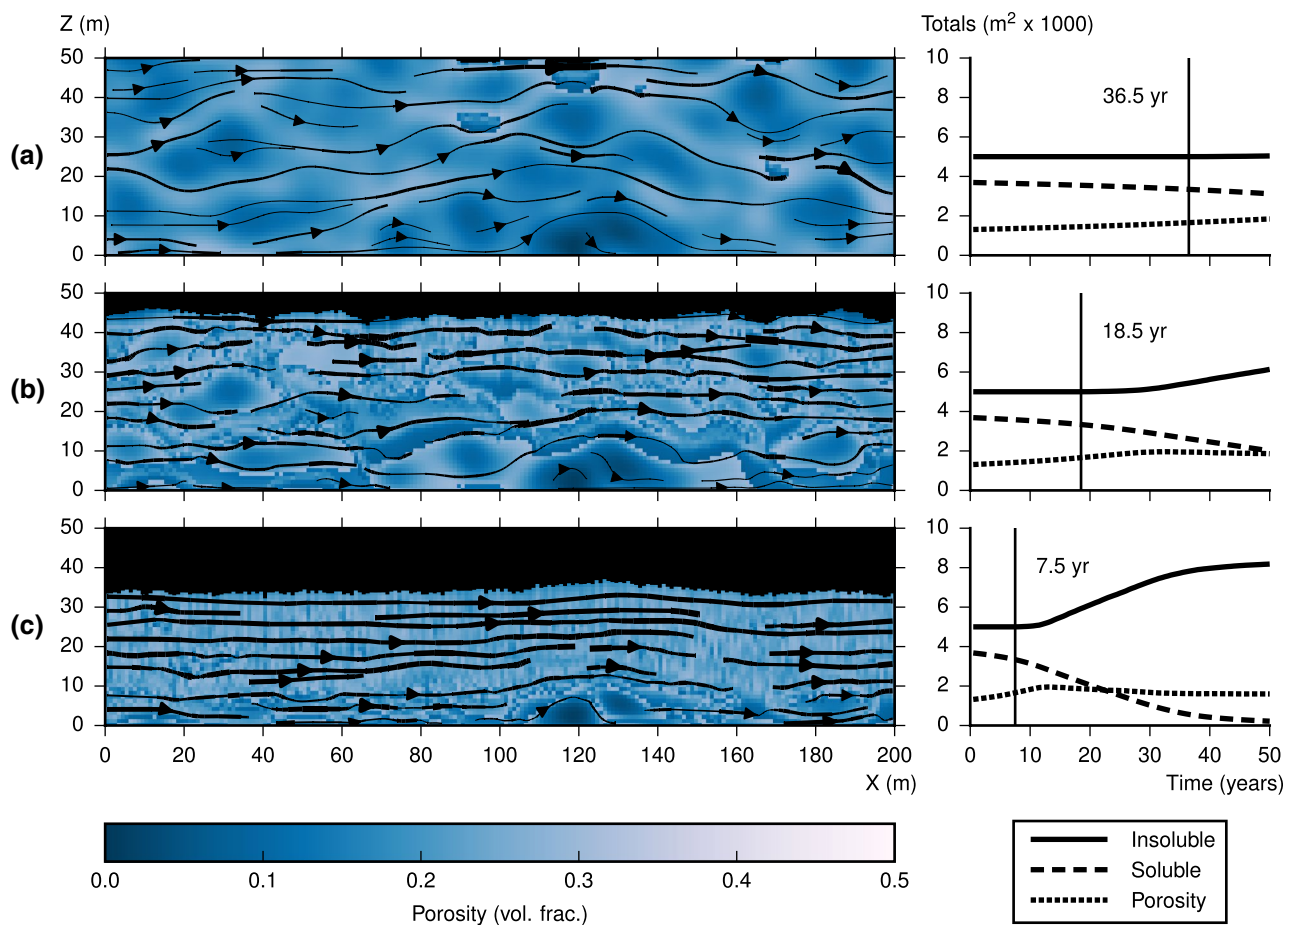 Z (m)
Totals (m² x 1000)
(a)
50
40
30
20
10
0
10
8
6
4
2
0
36.5 yr
(b)
50
40
30
20
10
0
10
8
6
4
2
0
18.5 yr
(c)
50
40
30
20
10
0
10
8
6
4
2
0
7.5 yr
0 20 40 60 80 100 120 140 160 180 200
X (m)
0 10 20 30 40 50
Time (years)
0.0 0.1 0.2 0.3 0.4 0.5
Porosity (vol. frac.)
Insoluble
Soluble
Porosity